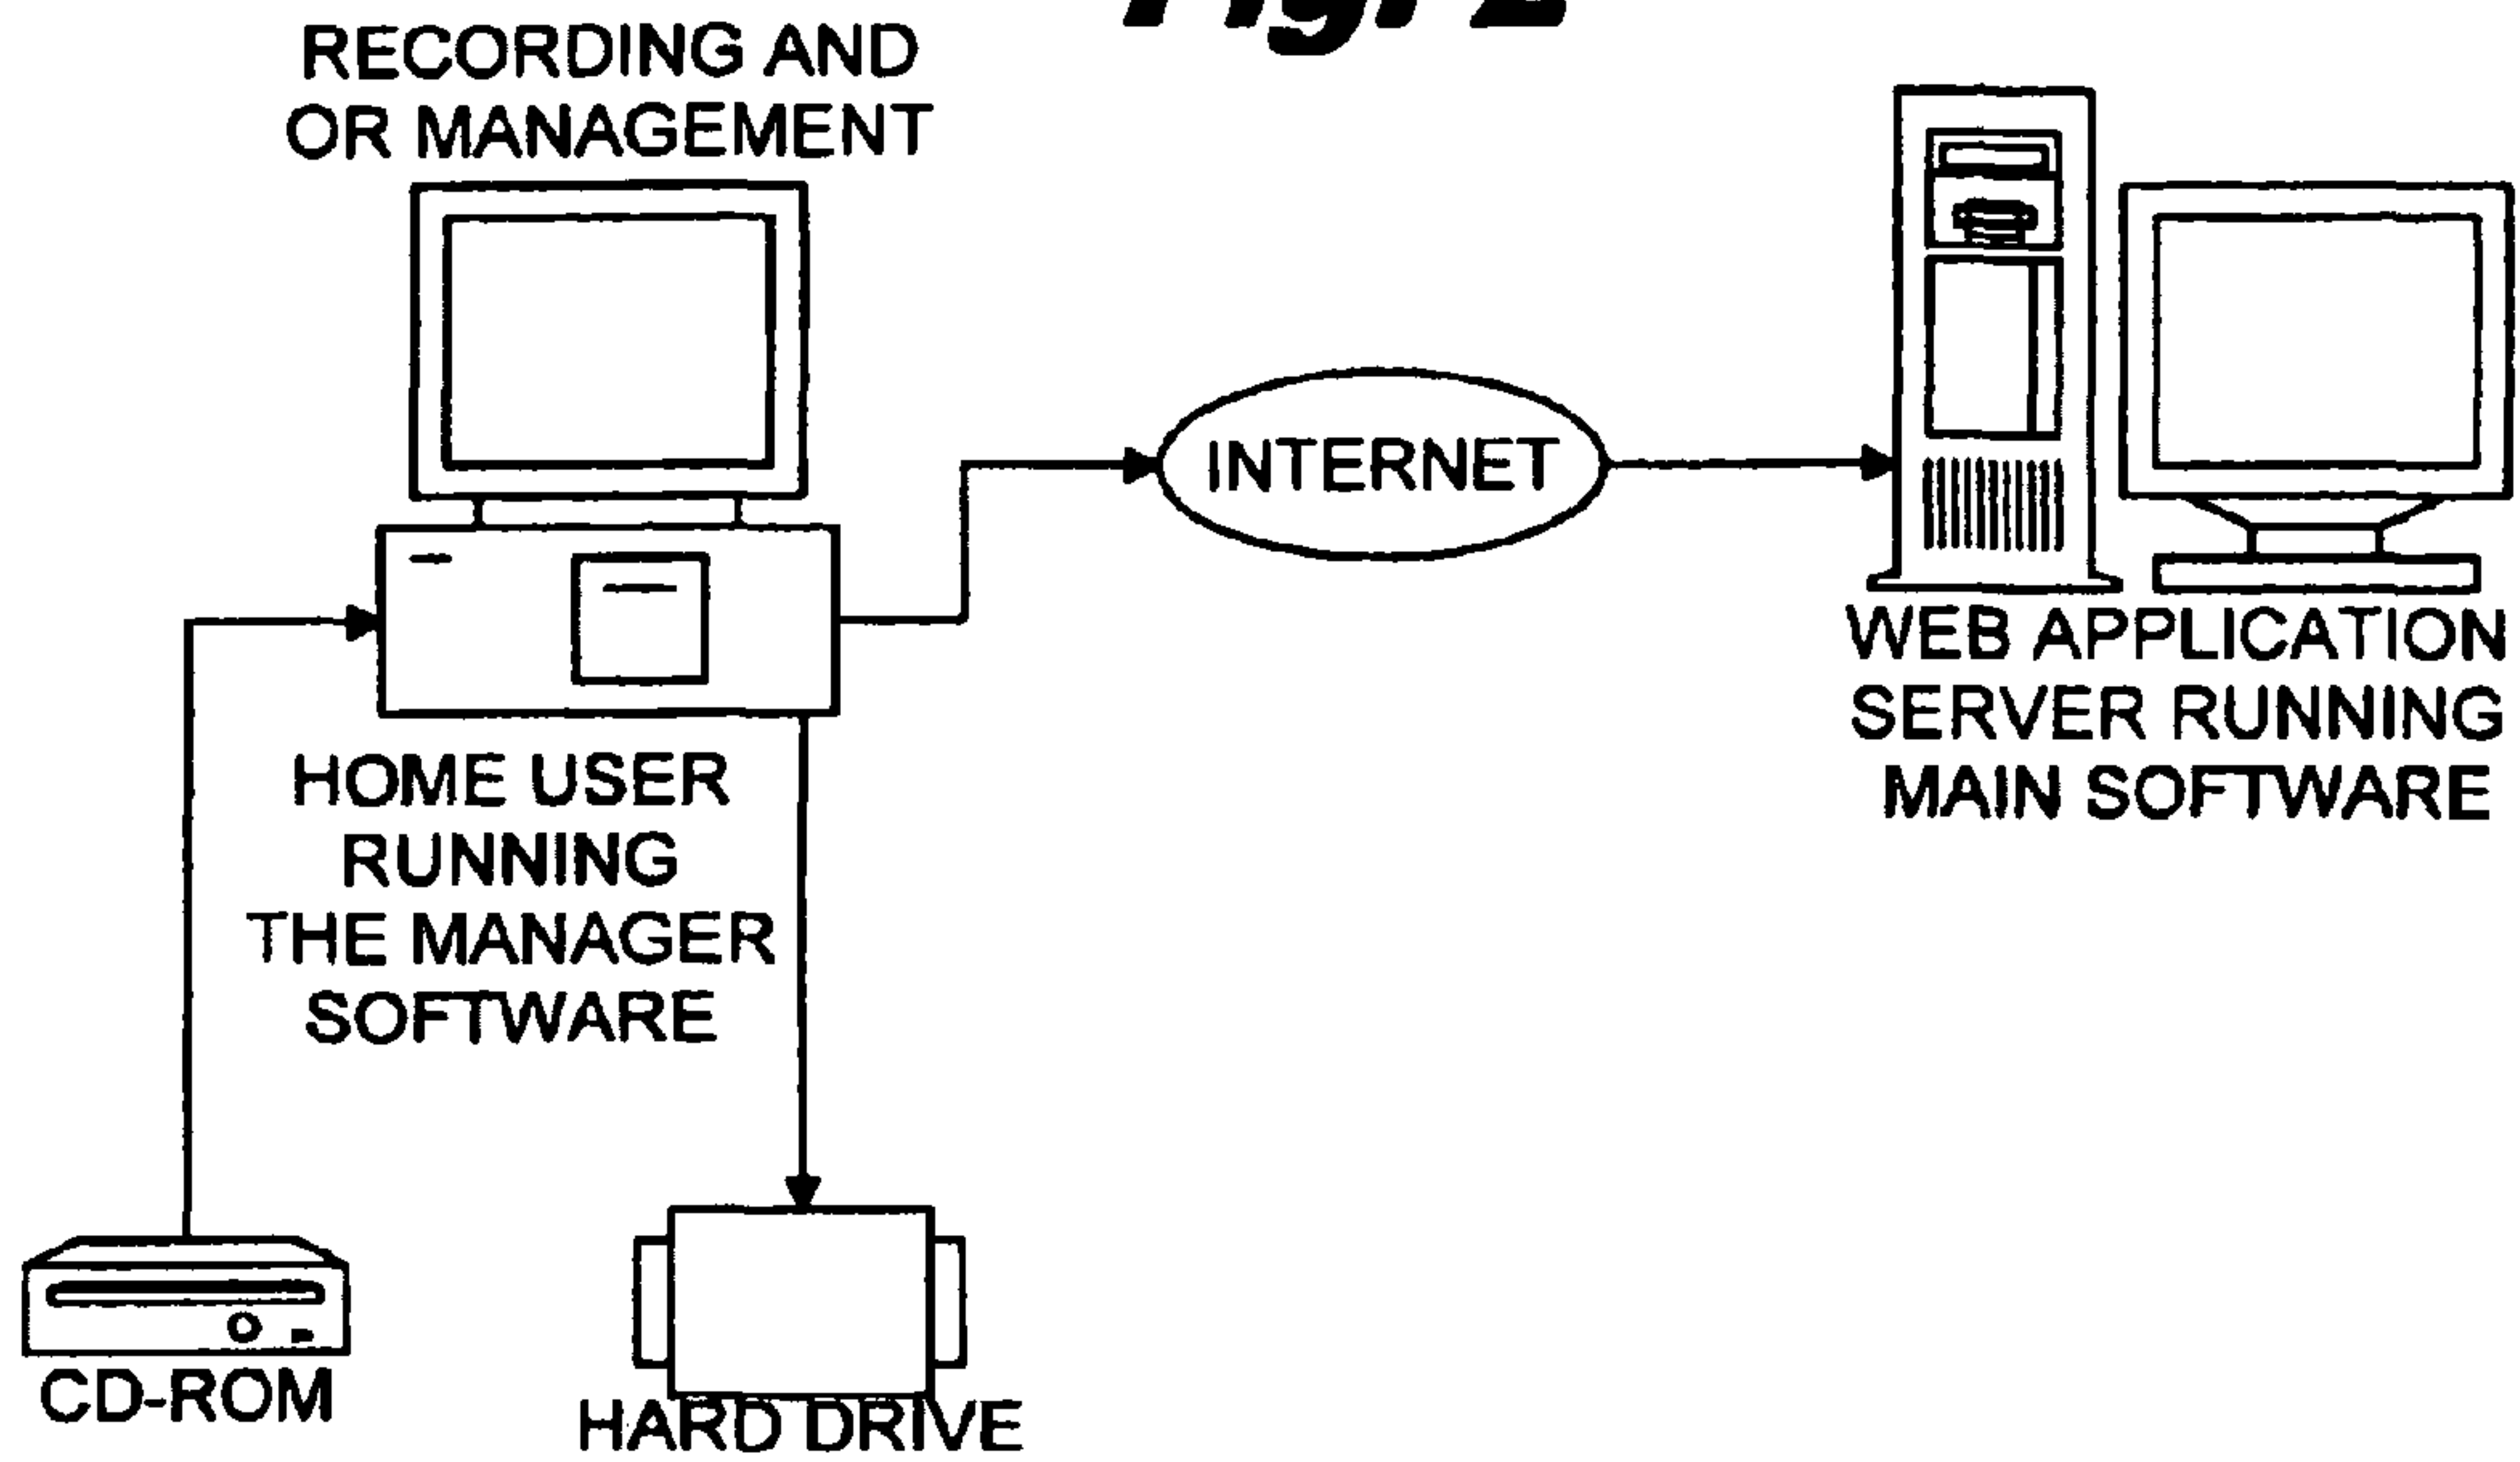 Fig. 2
RECORDING AND
OR MANAGEMENT
INTERNET
WEB APPLICATION
SERVER RUNNING
MAIN SOFTWARE
HOME USER
RUNNING
THE MANAGER
SOFTWARE
CD-ROM
HARD DRIVE